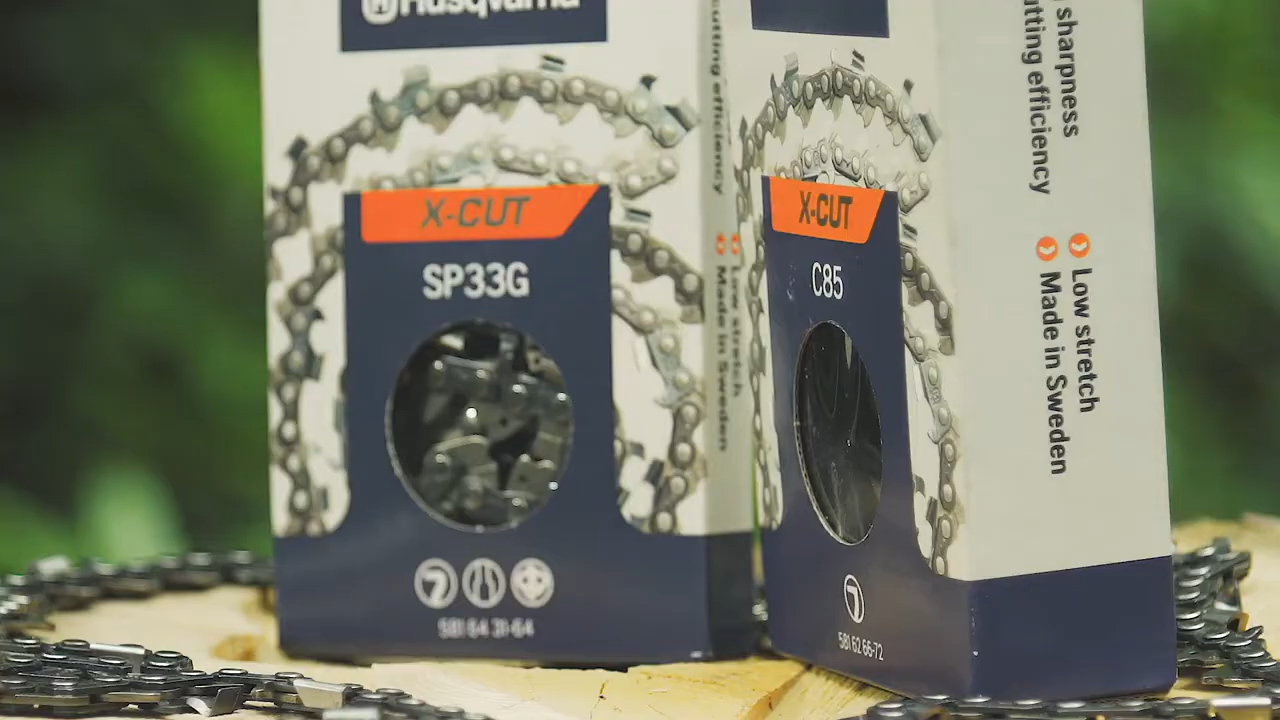 Husqvarna
X-CUT
SP33G
581 64 31-64
cutting efficiency
Low stretch
Made in Sweden
X-CUT
C85
581 62 66-72
sharpness
cutting efficiency
Low stretch
Made in Sweden